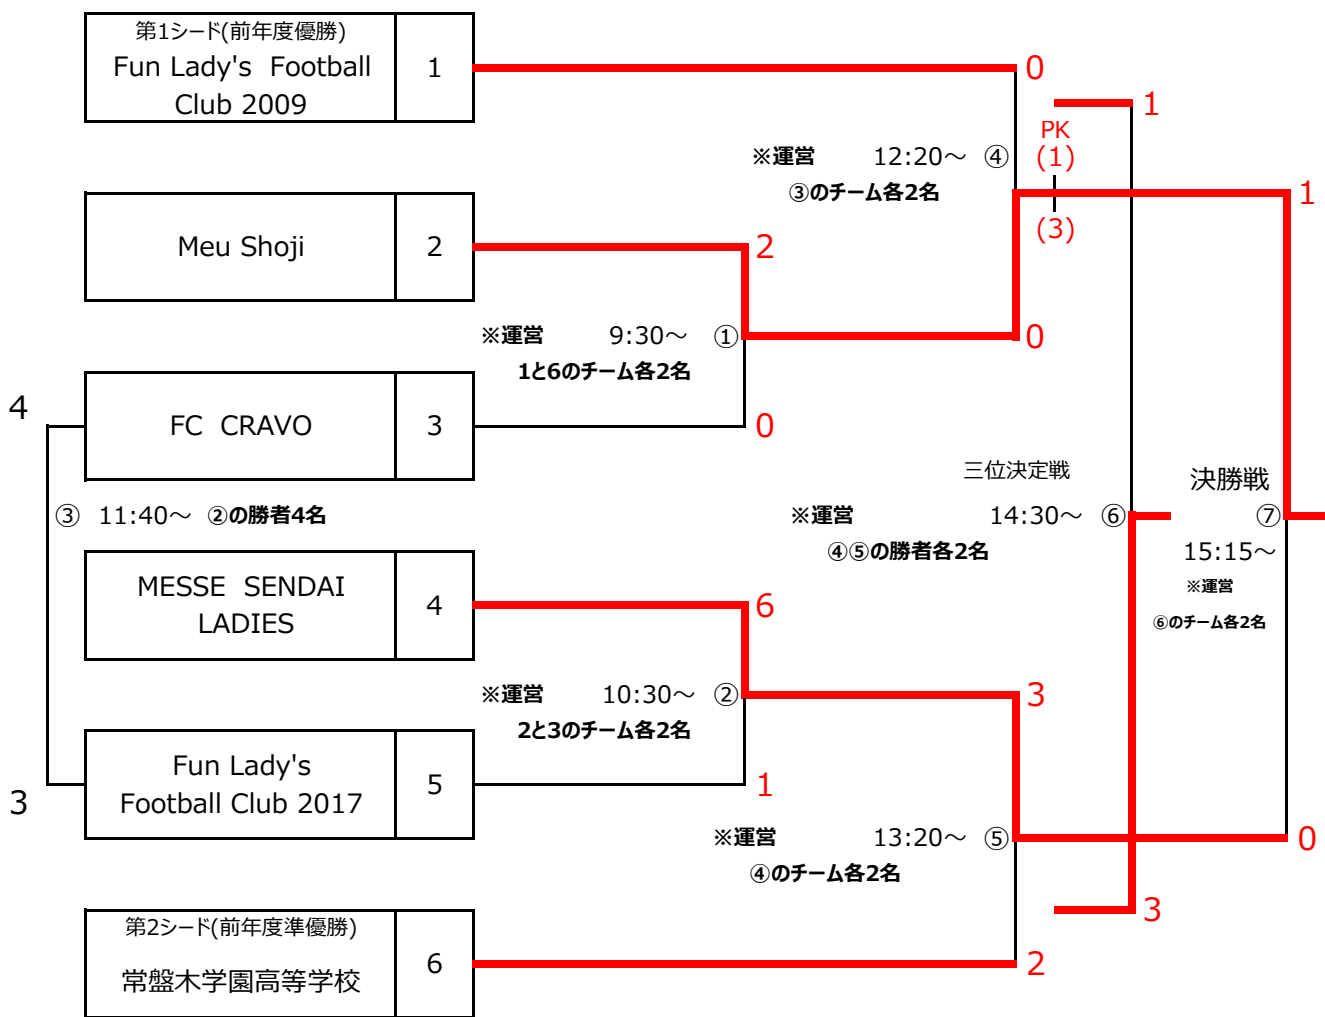 第1シード(前年度優勝)
Fun Lady's Football
Club 2009
1
0
1
PK
(1)
※運営 12:20～ ④
③のチーム各2名
1
(3)
Meu Shoji
2
2
※運営 9:30～ ①
0
1と6のチーム各2名
4
FC CRAVO
3
0
三位決定戦
決勝戦
③ 11:40～ ②の勝者4名
※運営 14:30～ ⑥
⑦
④⑤の勝者各2名
15:15～
※運営
⑥のチーム各2名
MESSE SENDAI
LADIES
4
6
※運営 10:30～ ②
3
2と3のチーム各2名
Fun Lady's
Football Club 2017
5
1
3
※運営 13:20～ ⑤
0
④のチーム各2名
3
第2シード(前年度準優勝)
常盤木学園高等学校
6
2